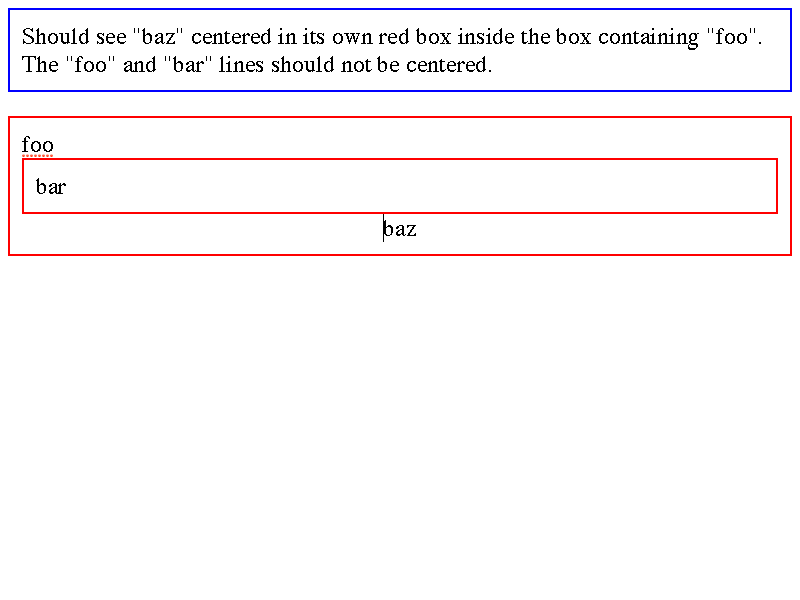 Should see "baz" centered in its own red box inside the box containing "foo".
The "foo" and "bar" lines should not be centered.
foo
bar
baz